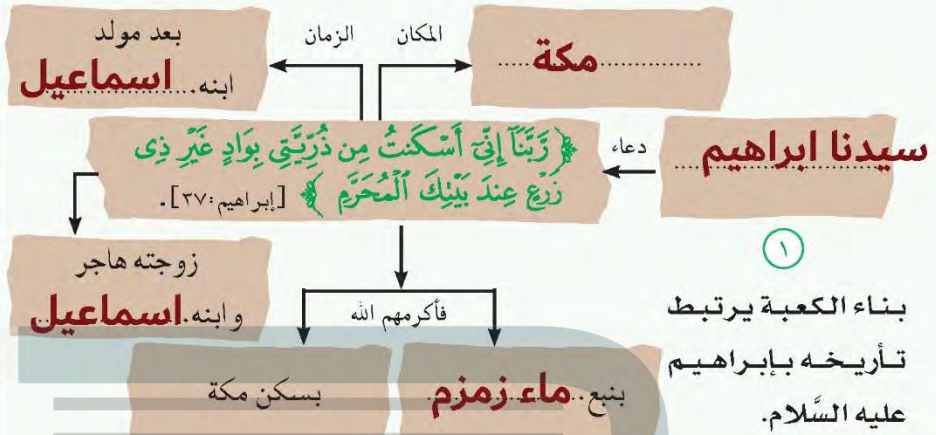 المكان
مكة
الزمان
بعد مولد
ابنه اسماعيل
سيدنا ابراهيم
دعاء
﴿ رَّبَّنَآ إِنِّىٓ أَسْكَنتُ مِن ذُرِّيَّتِى بِوَادٍ غَيْرِ ذِى
زَرْعٍ عِندَ بَيْتِكَ ٱلْمُحَرَّمِ ﴾ [إبراهيم:٣٧].
زوجته هاجر
وابنه اسماعيل
١
بناء الكعبة يرتبط
تأريخه بإبراهيم
عليه السَّلام.
فأكرمهم الله
بنبع ماء زمزم
بسكن مكة